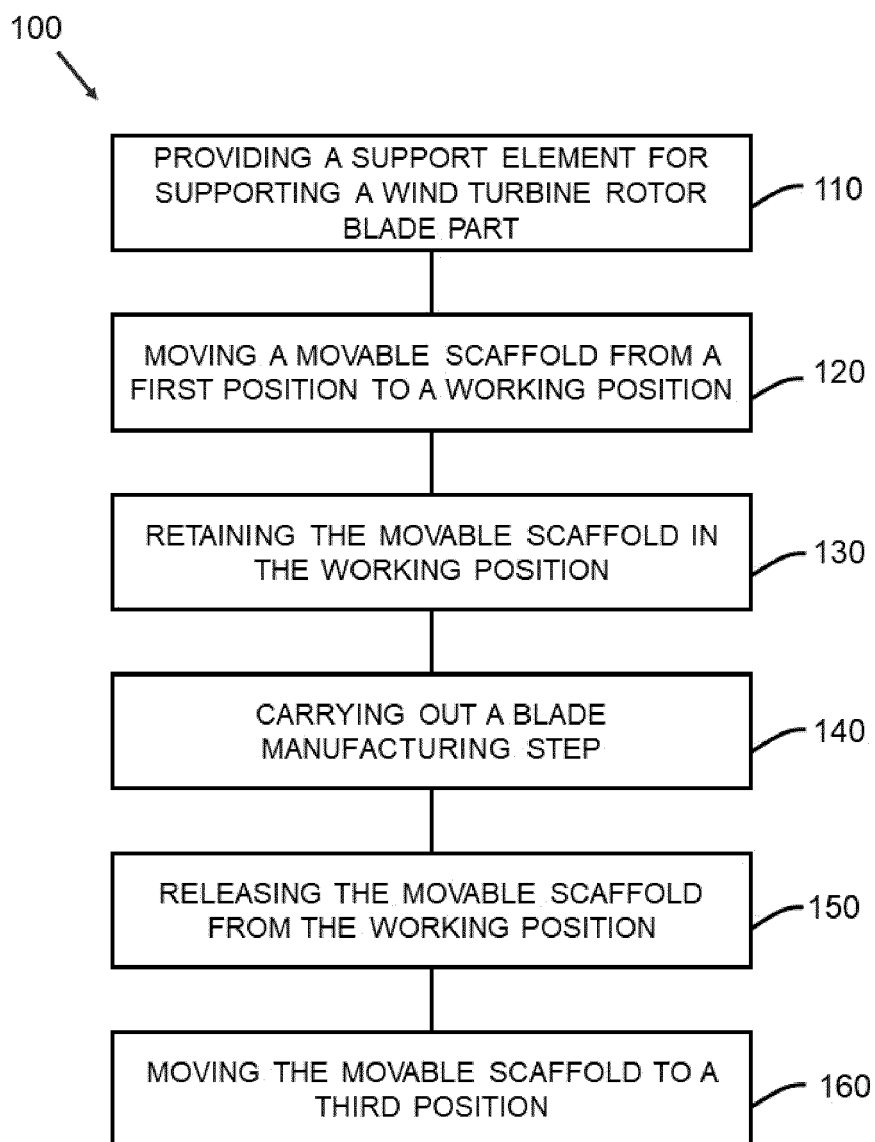 100
PROVIDING A SUPPORT ELEMENT FOR
SUPPORTING A WIND TURBINE ROTOR
BLADE PART
110
MOVING A MOVABLE SCAFFOLD FROM A
FIRST POSITION TO A WORKING POSITION
120
RETAINING THE MOVABLE SCAFFOLD IN
THE WORKING POSITION
130
CARRYING OUT A BLADE
MANUFACTURING STEP
140
RELEASING THE MOVABLE SCAFFOLD
FROM THE WORKING POSITION
150
MOVING THE MOVABLE SCAFFOLD TO A
THIRD POSITION
160